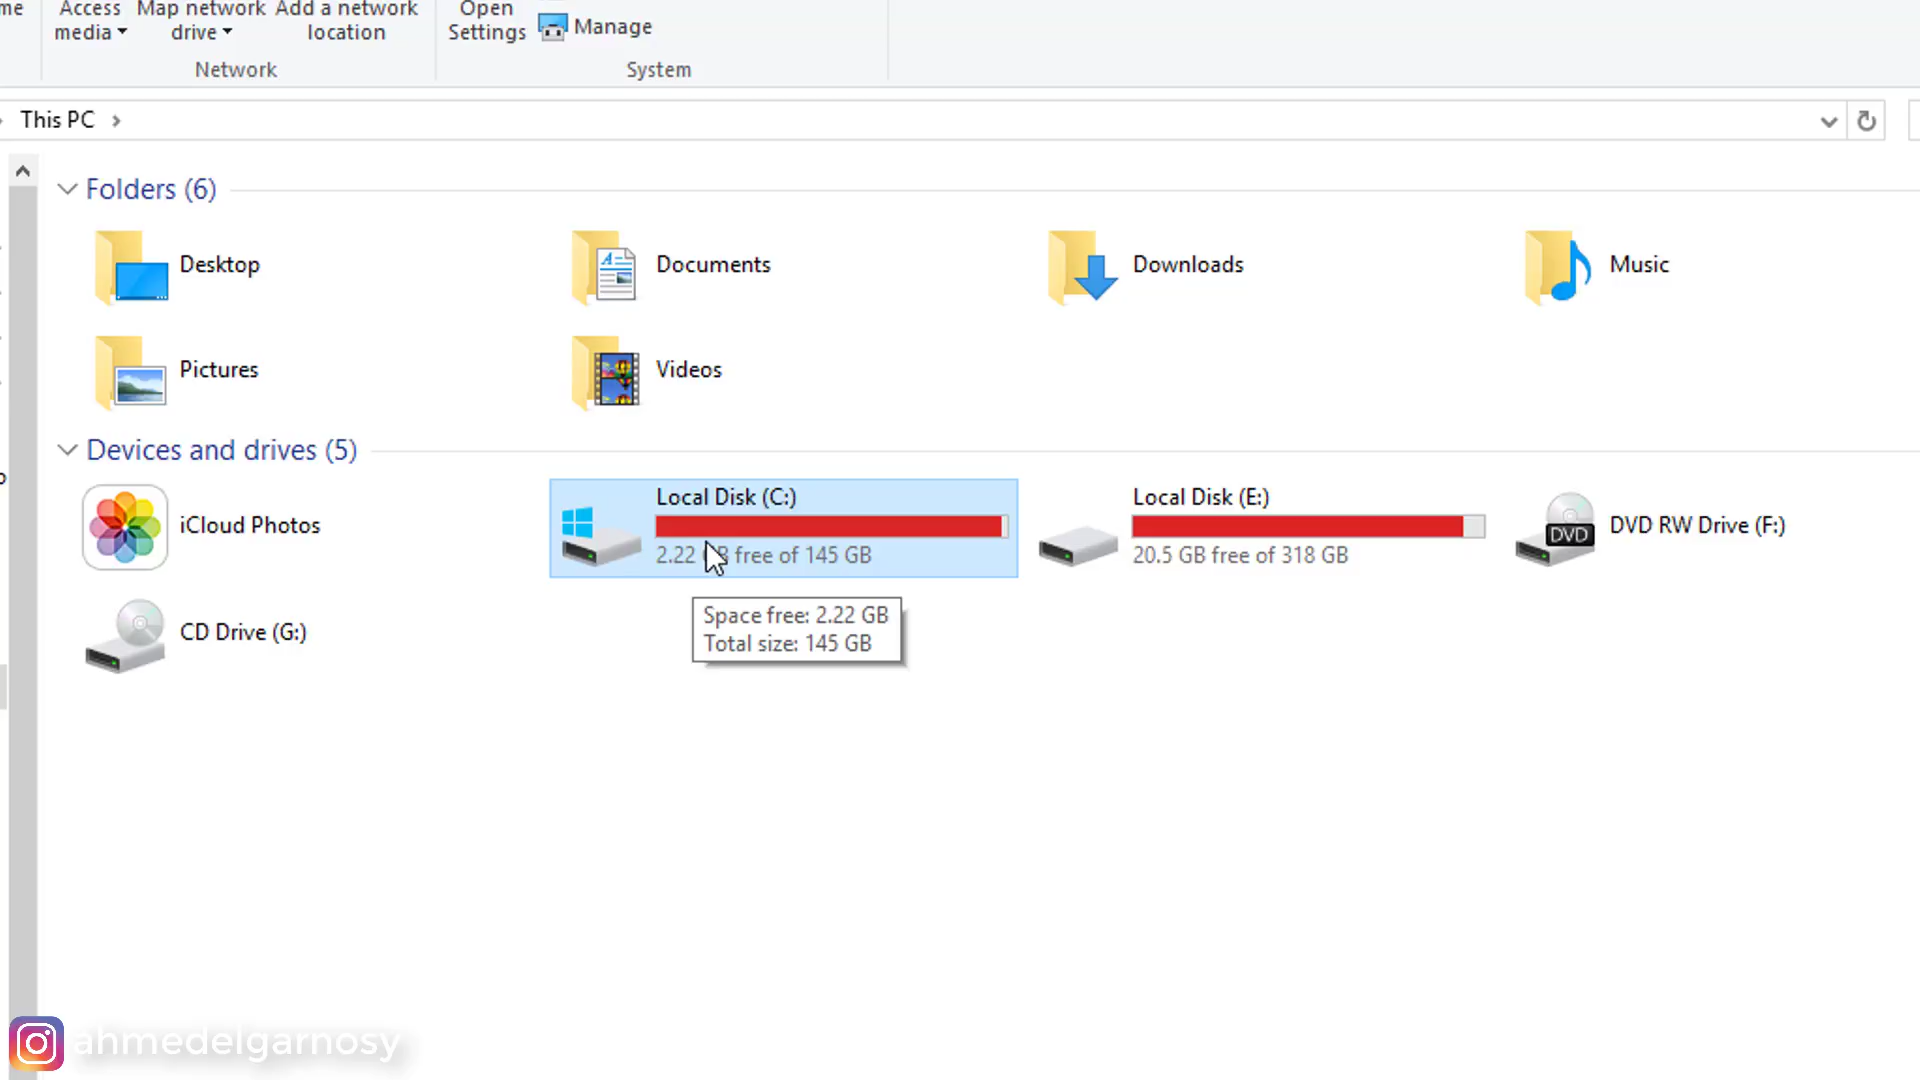 me
Access
media
Map network
drive
Add a network
location
Open
Settings
Manage
Network
System
This PC
Folders (6)
Desktop
Documents
Downloads
Music
Pictures
Videos
Devices and drives (5)
iCloud Photos
Local Disk (C:)
2.22 GB free of 145 GB
Local Disk (E:)
20.5 GB free of 318 GB
DVD
DVD RW Drive (F:)
CD Drive (G:)
Space free: 2.22 GB
Total size: 145 GB
ahmedelgarnosy